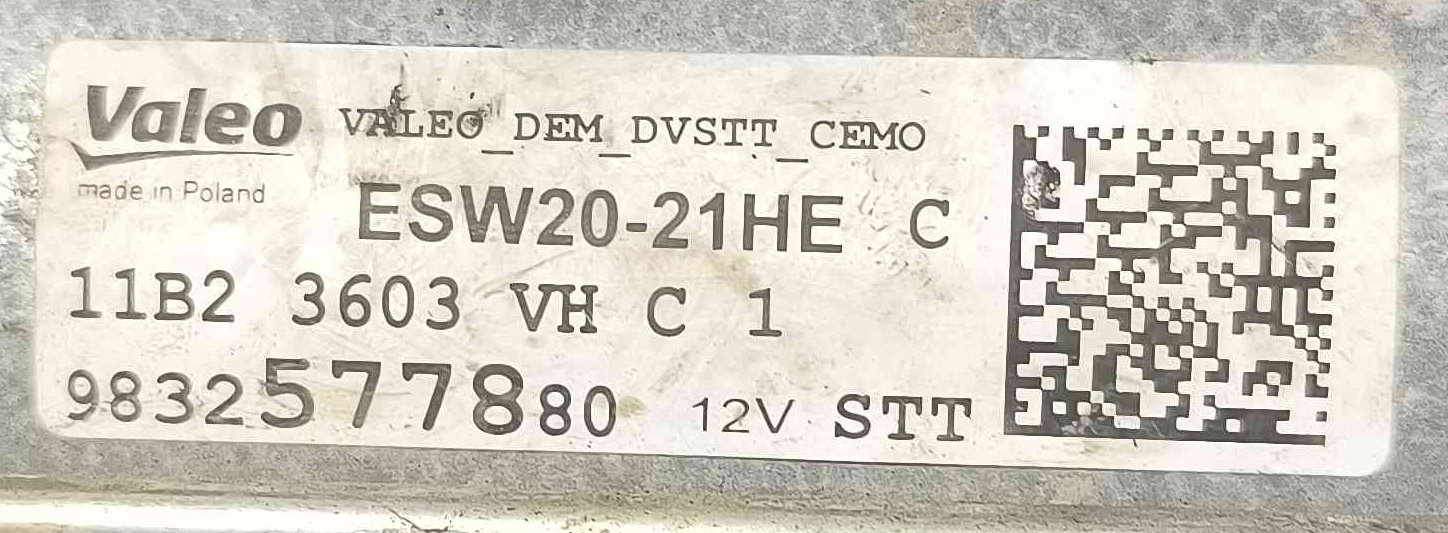 Valeo VALEO_DEM_DVSTT_CEMO
made in Poland
ESW20-21HE C
11B2 3603 VH C 1
9832577880 12V STT